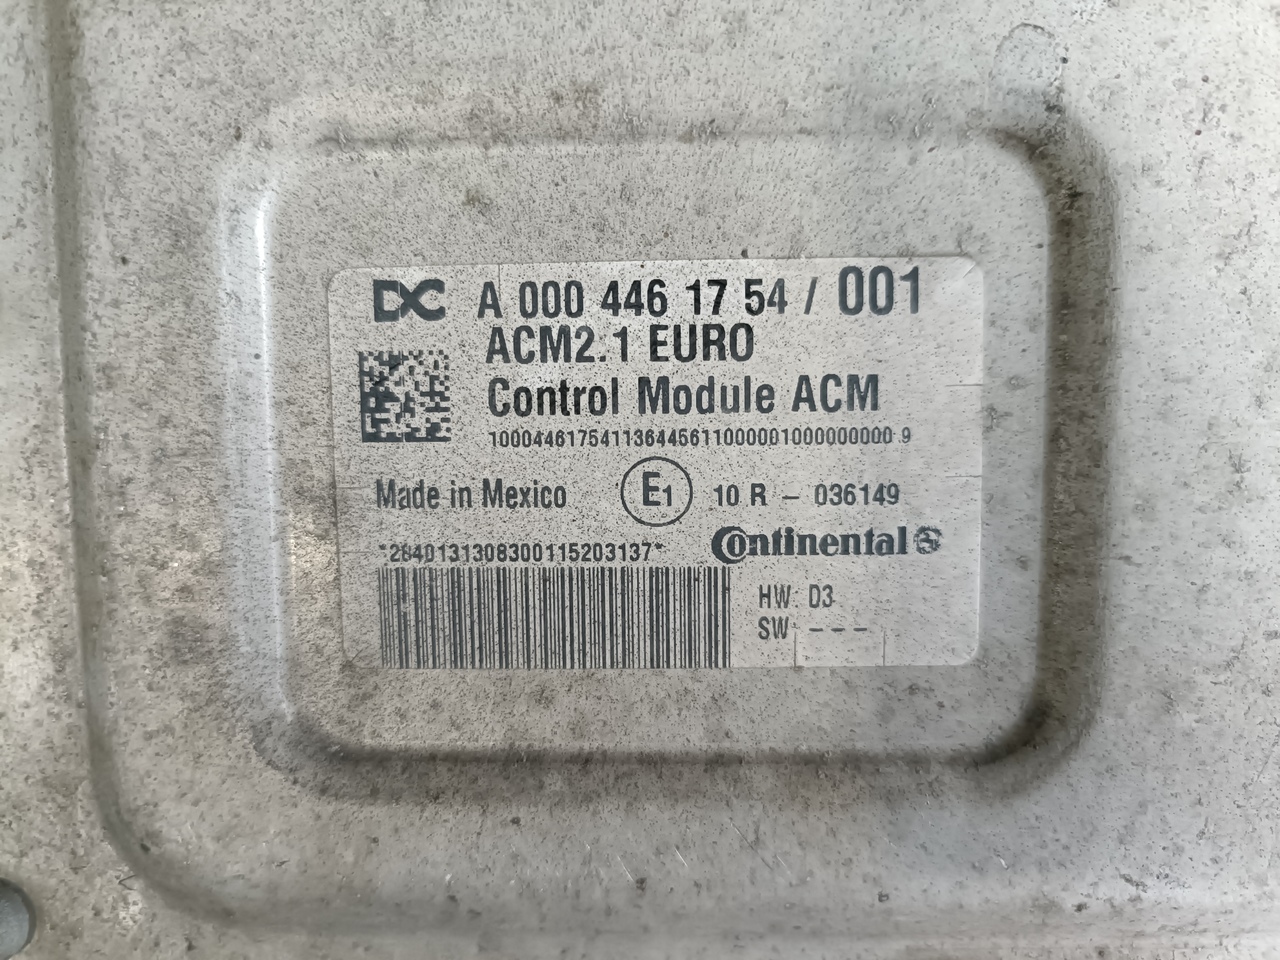 DC A 000 446 17 54 / 001
ACM2.1 EURO
Control Module ACM
10004461754113644561100000100000000009
Made in Mexico E1 10 R - 036149
*28401313083001152031​37* Continental
HW: D3
SW: ---